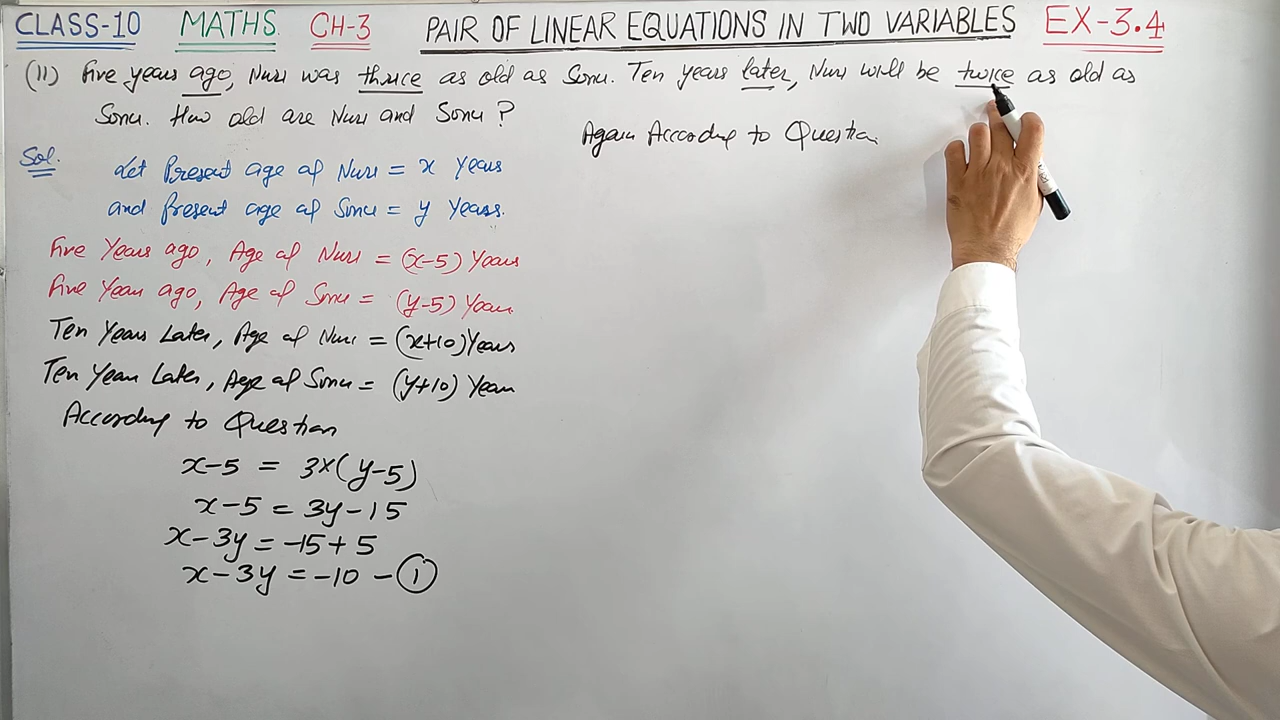 CLASS-10 MATHS CH-3 PAIR OF LINEAR EQUATIONS IN TWO VARIABLES EX-3.4
(II) Five years ago, Nuri was thrice as old as Sonu. Ten years later, Nuri will be twice as old as
Sonu. How old are Nuri and Sonu?
Sol. Let Present age of Nuri = x Years
and Present age of Sonu = y Years.
Five Years ago, Age of Nuri = (x-5) Years
Five Year ago, Age of Sonu = (y-5) Years
Ten Years Later, Age of Nuri = (x+10) Years
Ten Year Later, Age of Sonu = (y+10) Year
According to Question
x-5 = 3×(y-5)
x-5 = 3y-15
x-3y = -15+5
x-3y = -10 - ①
Again According to Question